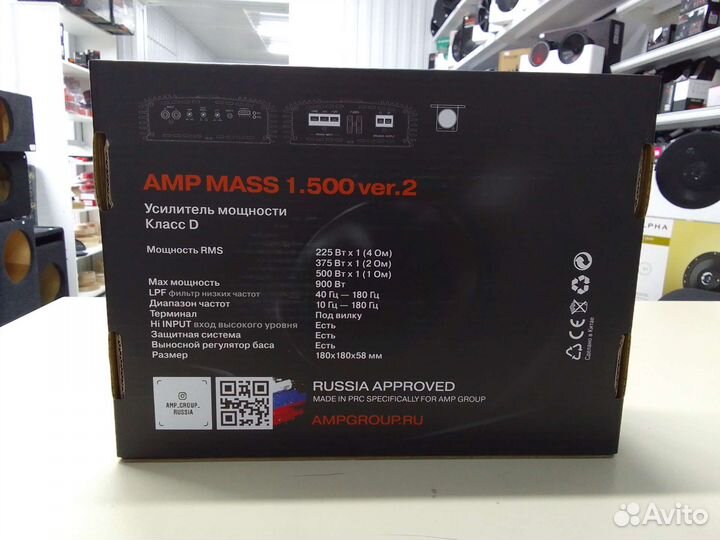 AMP MASS 1.500 ver.2
Усилитель мощности
Класс D
Мощность RMS 225 Вт x 1 (4 Ом)
375 Вт x 1 (2 Ом)
500 Вт x 1 (1 Ом)
Max мощность 900 Вт
LPF фильтр низких частот 40 Гц — 180 Гц
Диапазон частот 10 Гц — 180 Гц
Терминал Под вилку
Hi INPUT вход высокого уровня Есть
Защитная система Есть
Выносной регулятор баса Есть
Размер 180x180x58 мм
Сделано в Китае
AMP_GROUP_
RUSSIA
RUSSIA APPROVED
MADE IN PRC SPECIFICALLY FOR AMP GROUP
AMPGROUP.RU
LPHA
Avito